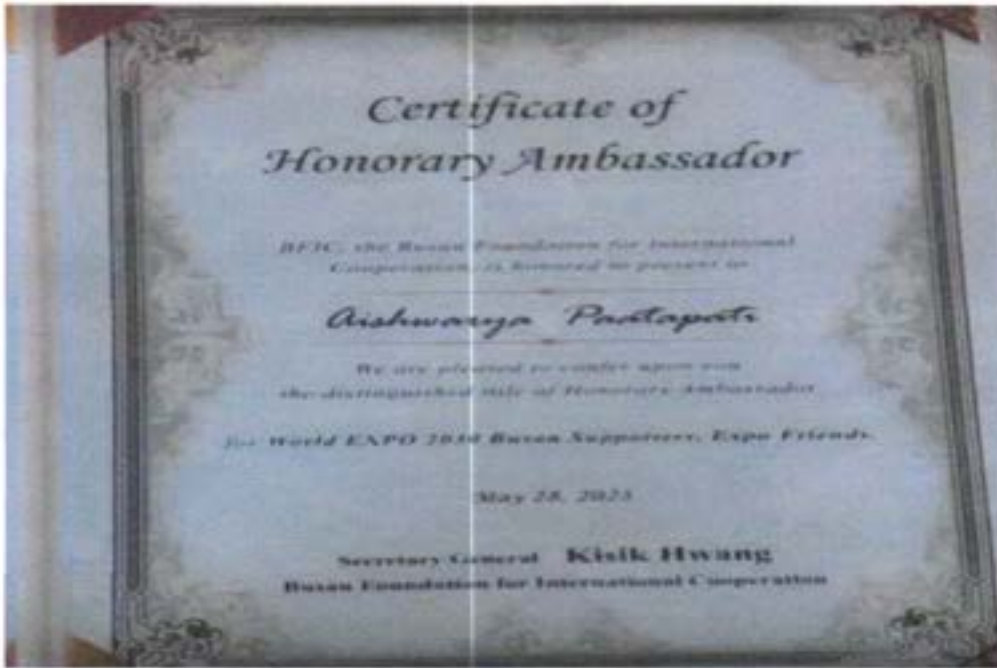 Certificate of
Honorary Ambassador
BFIC, the Busan Foundation for International
Cooperation, is honored to present to
Aishwarya Paatapati
We are pleased to confer upon you
the distinguished title of Honorary Ambassador
for World EXPO 2030 Busan Supporters, Expo Friends.
May 28, 2023
Secretary General Kisik Hwang
Busan Foundation for International Cooperation